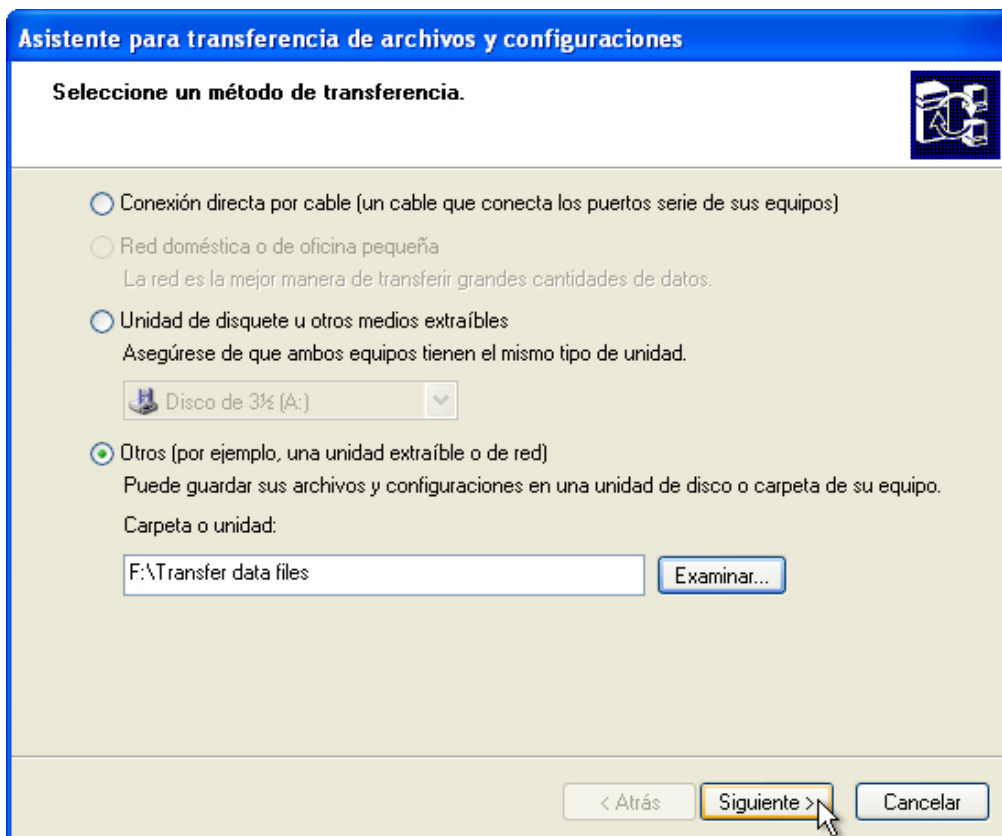 Asistente para transferencia de archivos y configuraciones
Seleccione un método de transferencia.
Conexión directa por cable (un cable que conecta los puertos serie de sus equipos)
Red doméstica o de oficina pequeña
La red es la mejor manera de transferir grandes cantidades de datos.
Unidad de disquete u otros medios extraíbles
Asegúrese de que ambos equipos tienen el mismo tipo de unidad.
Disco de 3½ (A:)
Otros (por ejemplo, una unidad extraíble o de red)
Puede guardar sus archivos y configuraciones en una unidad de disco o carpeta de su equipo.
Carpeta o unidad:
F:\Transfer data files
Examinar...
< Atrás
Siguiente >
Cancelar